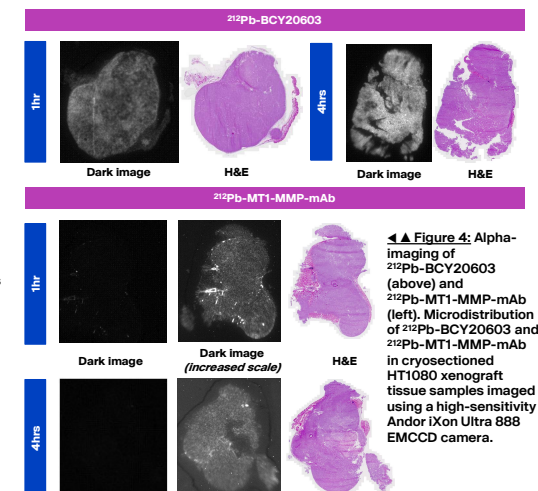 ²¹²Pb-BCY20603
1hr
4hrs
Dark image
H&E
Dark image
H&E
²¹²Pb-MT1-MMP-mAb
1hr
Dark image
Dark image
(increased scale)
H&E
4hrs
◄ ▲ Figure 4: Alpha-
imaging of
²¹²Pb-BCY20603
(above) and
²¹²Pb-MT1-MMP-mAb
(left). Microdistribution
of ²¹²Pb-BCY20603 and
²¹²Pb-MT1-MMP-mAb
in cryosectioned
HT1080 xenograft
tissue samples imaged
using a high-sensitivity
Andor iXon Ultra 888
EMCCD camera.